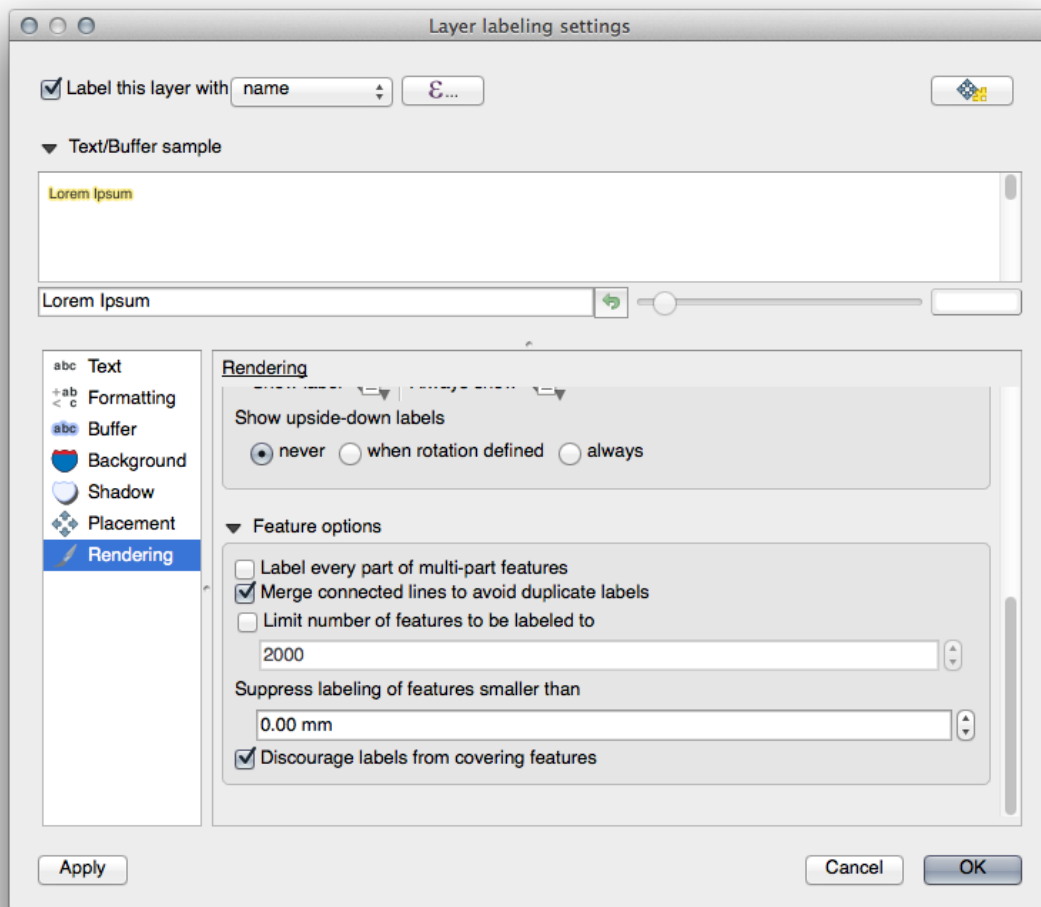 Layer labeling settings
Label this layer with name ε...
Text/Buffer sample
Lorem Ipsum
Lorem Ipsum
abc Text
+ab < c Formatting
abc Buffer
Background
Shadow
Placement
Rendering
Rendering
Show upside-down labels
never when rotation defined always
Feature options
Label every part of multi-part features
Merge connected lines to avoid duplicate labels
Limit number of features to be labeled to
2000
Suppress labeling of features smaller than
0.00 mm
Discourage labels from covering features
Apply Cancel OK